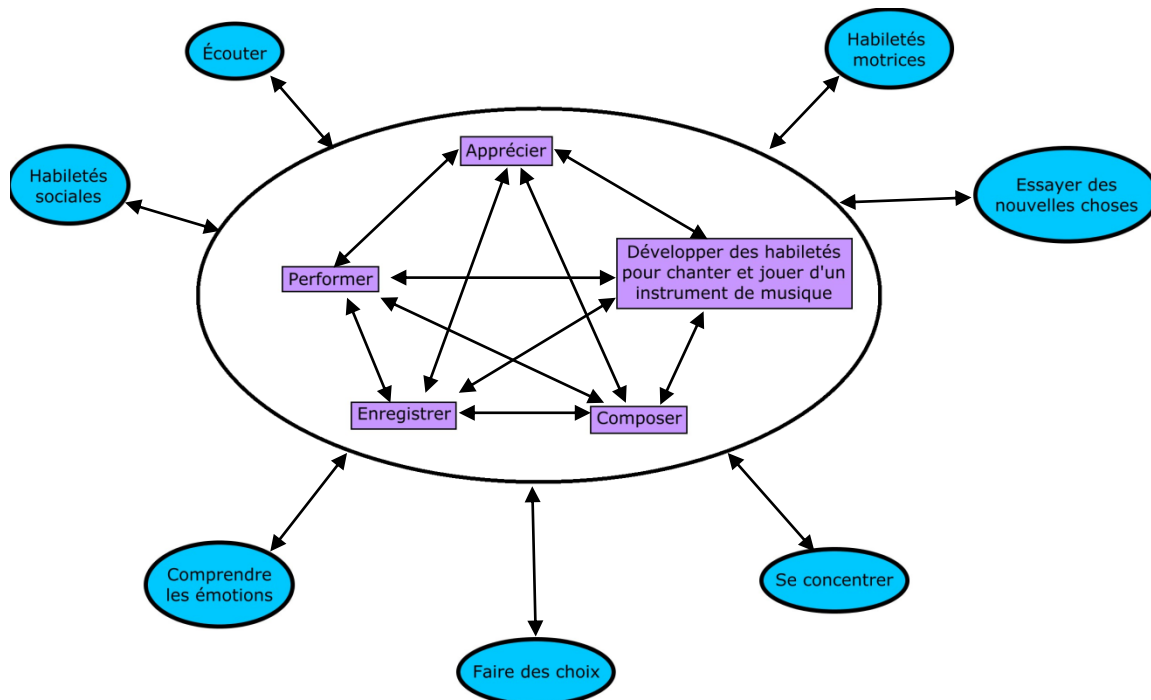 Écouter
Habiletés
motrices
Apprécier
Habiletés
sociales
Essayer des
nouvelles choses
Développer des habiletés
pour chanter et jouer d'un
instrument de musique
Performer
Enregistrer
Composer
Comprendre
les émotions
Se concentrer
Faire des choix